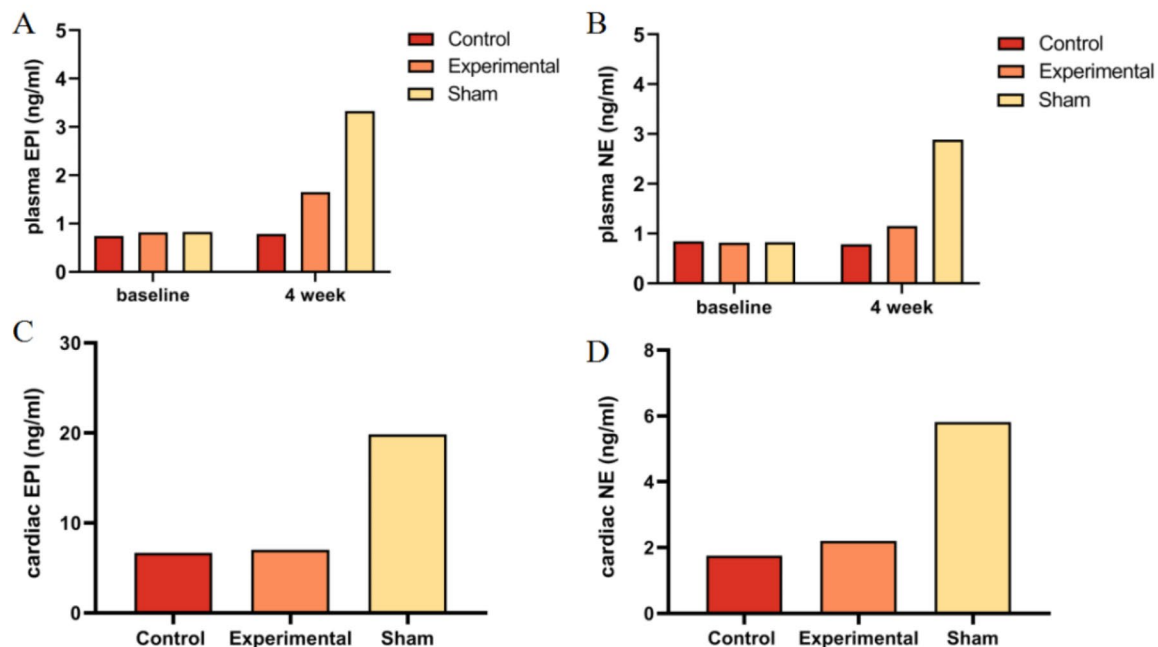 A
plasma EPI (ng/ml)
5
4
3
2
1
0
baseline
4 week
Control
Experimental
Sham
B
plasma NE (ng/ml)
5
4
3
2
1
0
baseline
4 week
Control
Experimental
Sham
C
cardiac EPI (ng/ml)
30
20
10
0
Control
Experimental
Sham
D
cardiac NE (ng/ml)
8
6
4
2
0
Control
Experimental
Sham